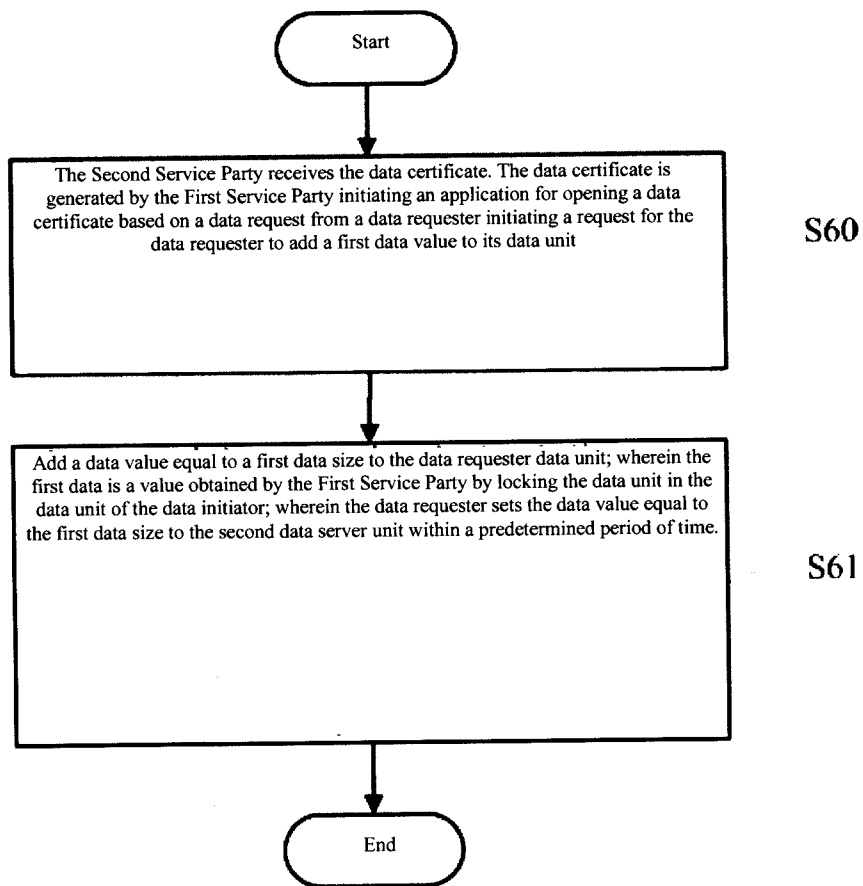 Start
The Second Service Party receives the data certificate. The data certificate is
generated by the First Service Party initiating an application for opening a data
certificate based on a data request from a data requester initiating a request for the
data requester to add a first data value to its data unit
S60
Add a data value equal to a first data size to the data requester data unit; wherein the
first data is a value obtained by the First Service Party by locking the data unit in the
data unit of the data initiator; wherein the data requester sets the data value equal to
the first data size to the second data server unit within a predetermined period of time.
S61
End